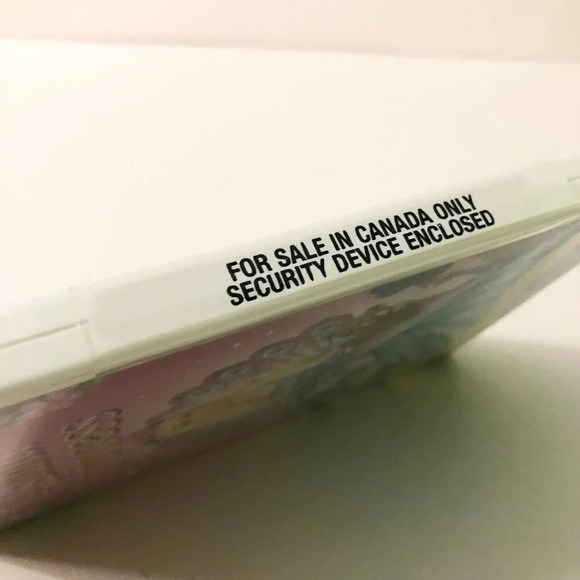 FOR SALE IN CANADA ONLY
SECURITY DEVICE ENCLOSED